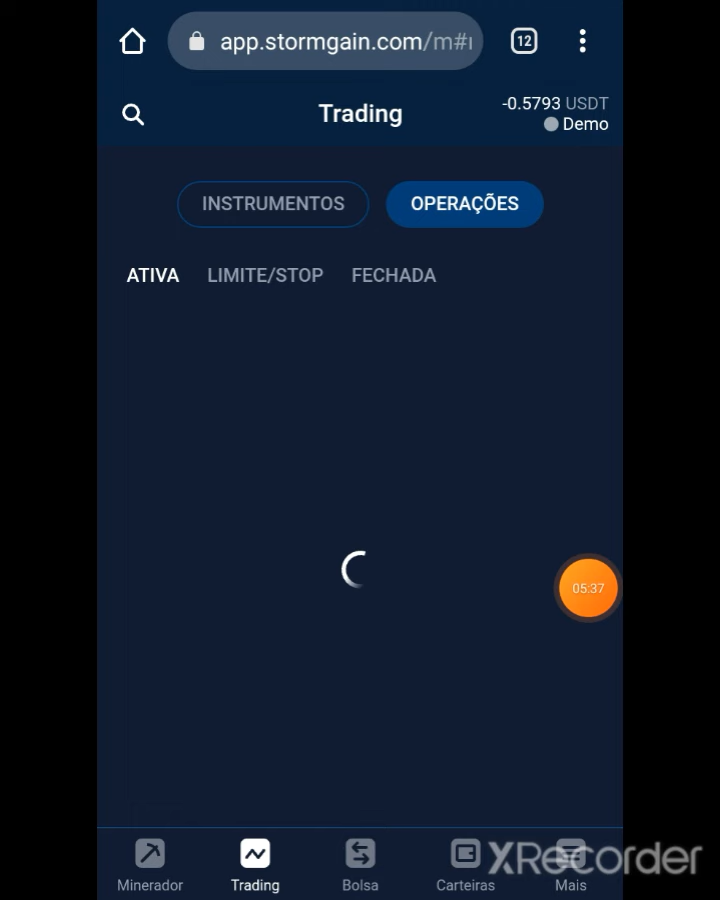 app.stormgain.com/m#
12
Trading
-0.5793 USDT
Demo
INSTRUMENTOS
OPERAÇÕES
ATIVA
LIMITE/STOP
FECHADA
05:37
XRecorder
Minerador
Trading
Bolsa
Carteiras
Mais